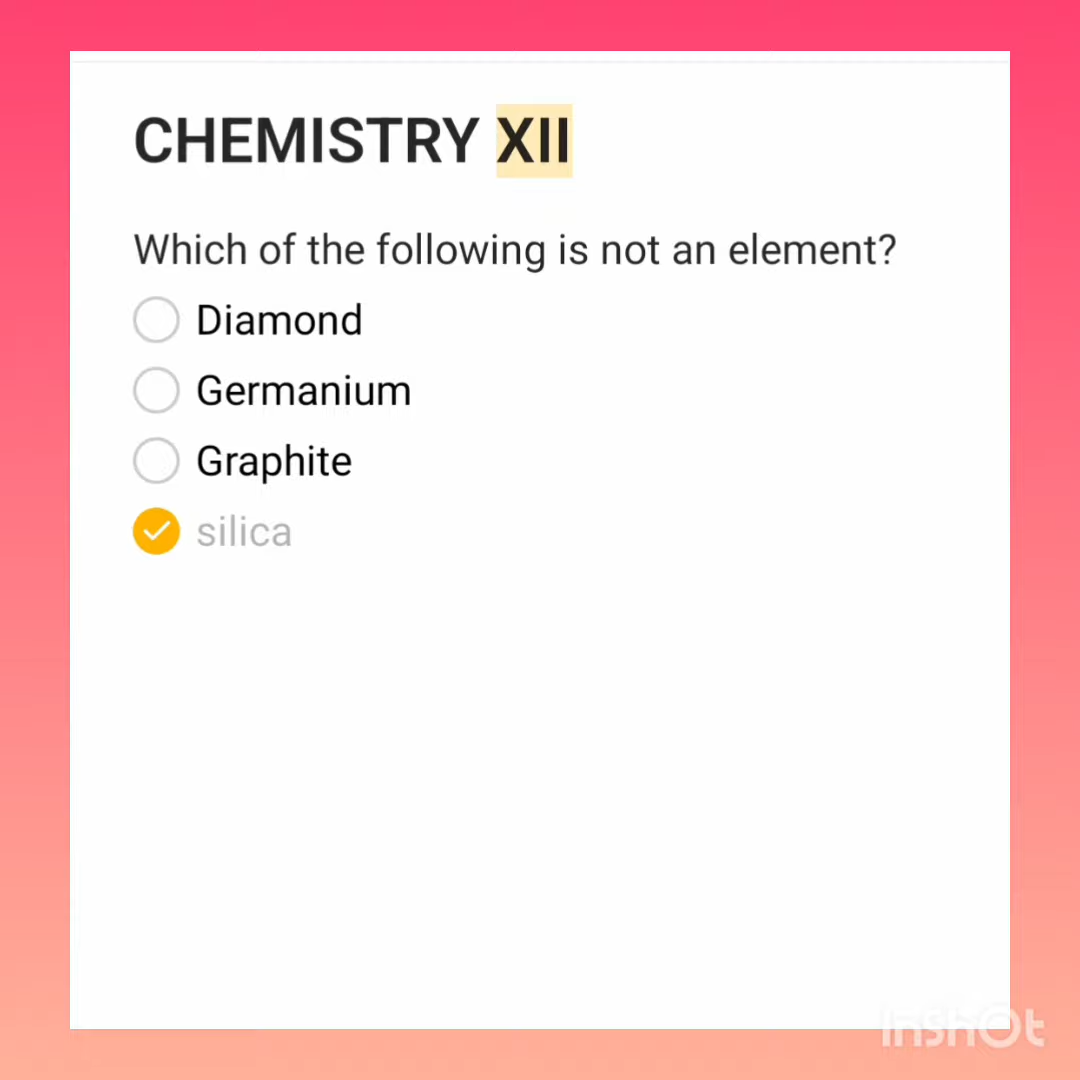 CHEMISTRY XII
Which of the following is not an element?
Diamond
Germanium
Graphite
silica
InShOt